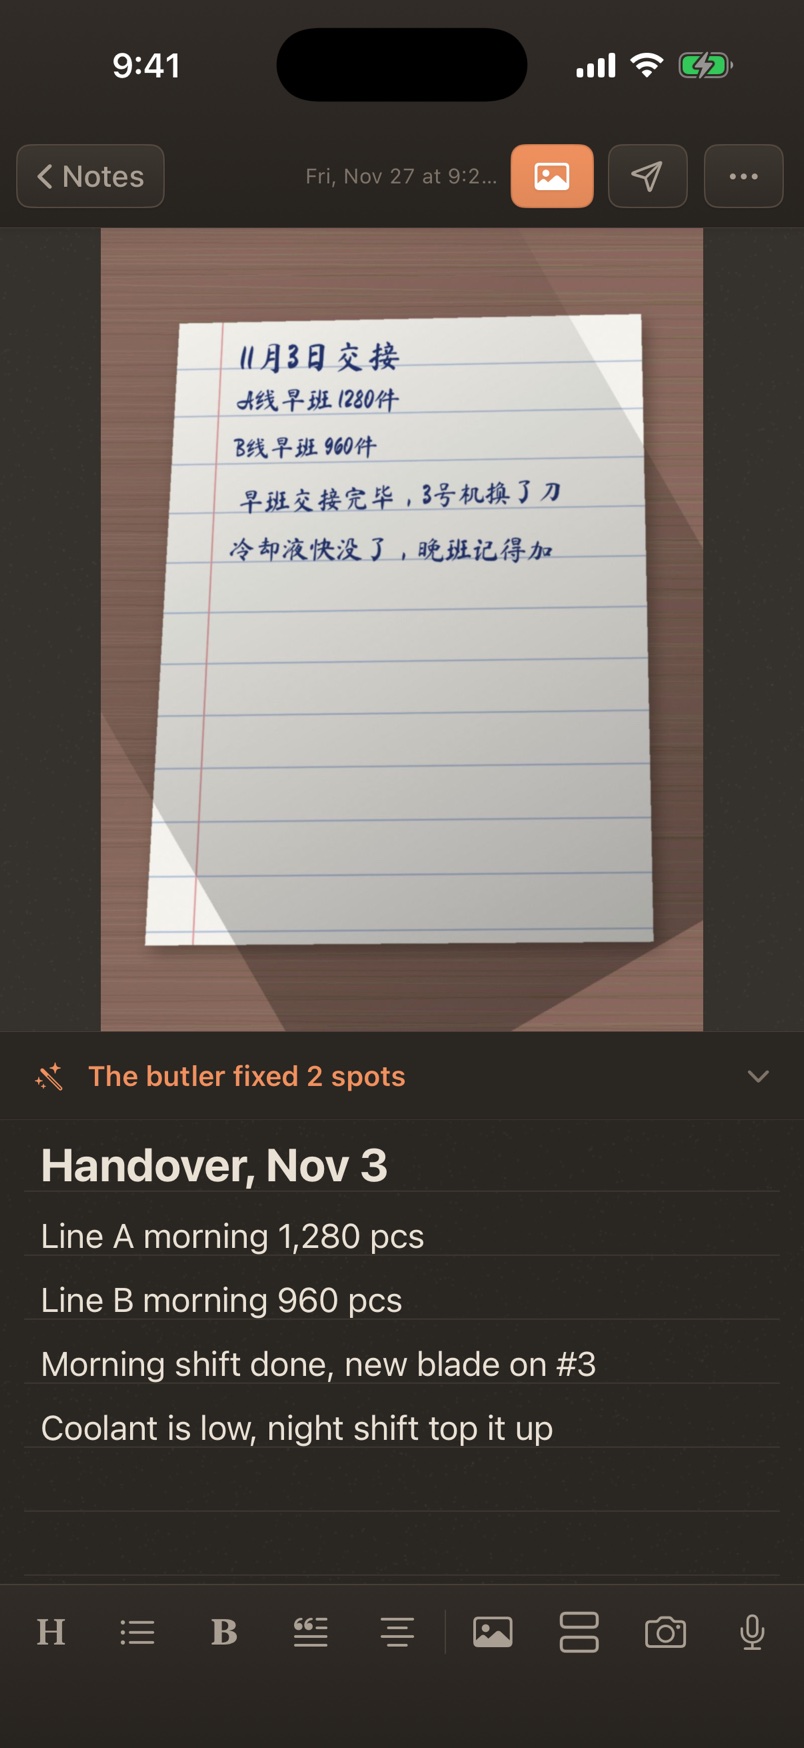 9:41
Notes
Fri, Nov 27 at 9:2...
11月3日交接
A线早班 1280件
B线早班 960件
早班交接完毕，3号机换了刀
冷却液快没了，晚班记得加
The butler fixed 2 spots
Handover, Nov 3
Line A morning 1,280 pcs
Line B morning 960 pcs
Morning shift done, new blade on #3
Coolant is low, night shift top it up
H B